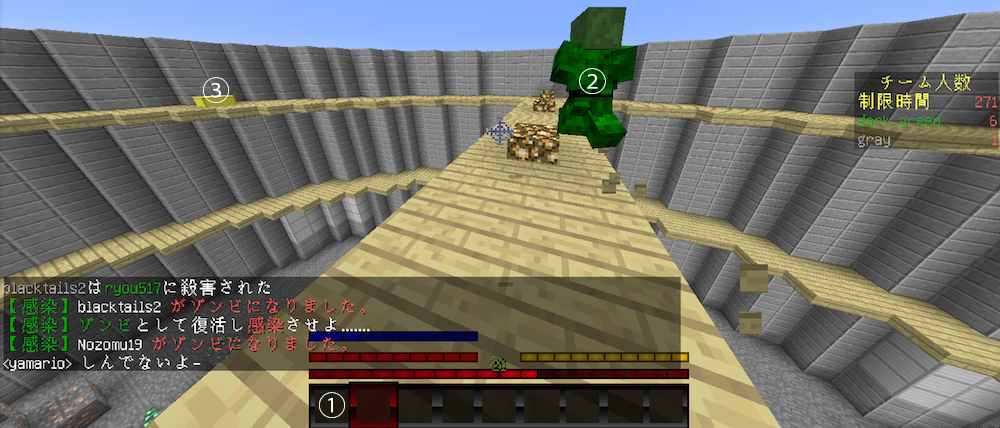 ③
②
チーム人数
制限時間 271
dark_green 6
gray 1
blacktails2はryou517に殺害された
【感染】blacktails2 がゾンビになりました。
【感染】ゾンビとして復活し感染させよ.......
【感染】Nozomu19 がゾンビになりました。
<yamario> しんでないよー
21
①